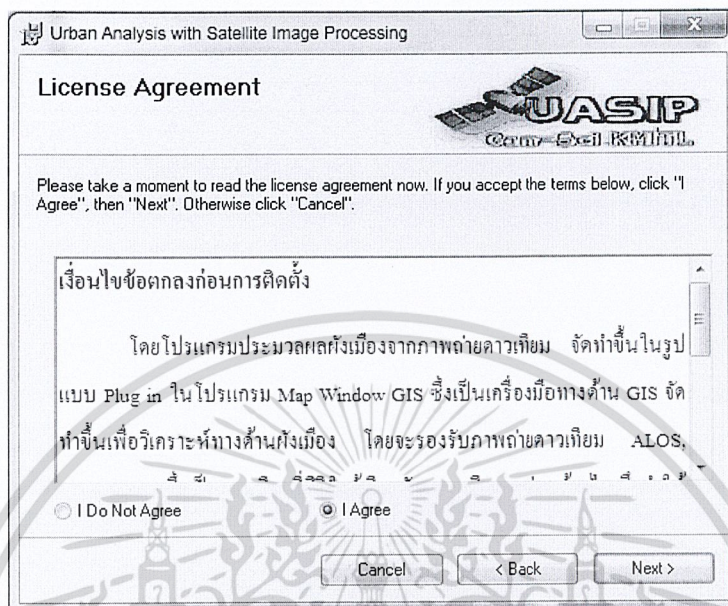 Urban Analysis with Satellite Image Processing
License Agreement
UASIP
Com-Sci KMITL
Please take a moment to read the license agreement now. If you accept the terms below, click "I
Agree", then "Next". Otherwise click "Cancel".
เงื่อนไขข้อตกลงก่อนการติดตั้ง
โดยโปรแกรมประมวลผลผังเมืองจากภาพถ่ายดาวเทียม จัดทำขึ้นในรูป
แบบ Plug in ในโปรแกรม Map Window GIS ซึ่งเป็นเครื่องมือทางด้าน GIS จัด
ทำขึ้นเพื่อวิเคราะห์ทางด้านผังเมือง โดยจะรองรับภาพถ่ายดาวเทียม ALOS,
I Do Not Agree
I Agree
Cancel
< Back
Next >